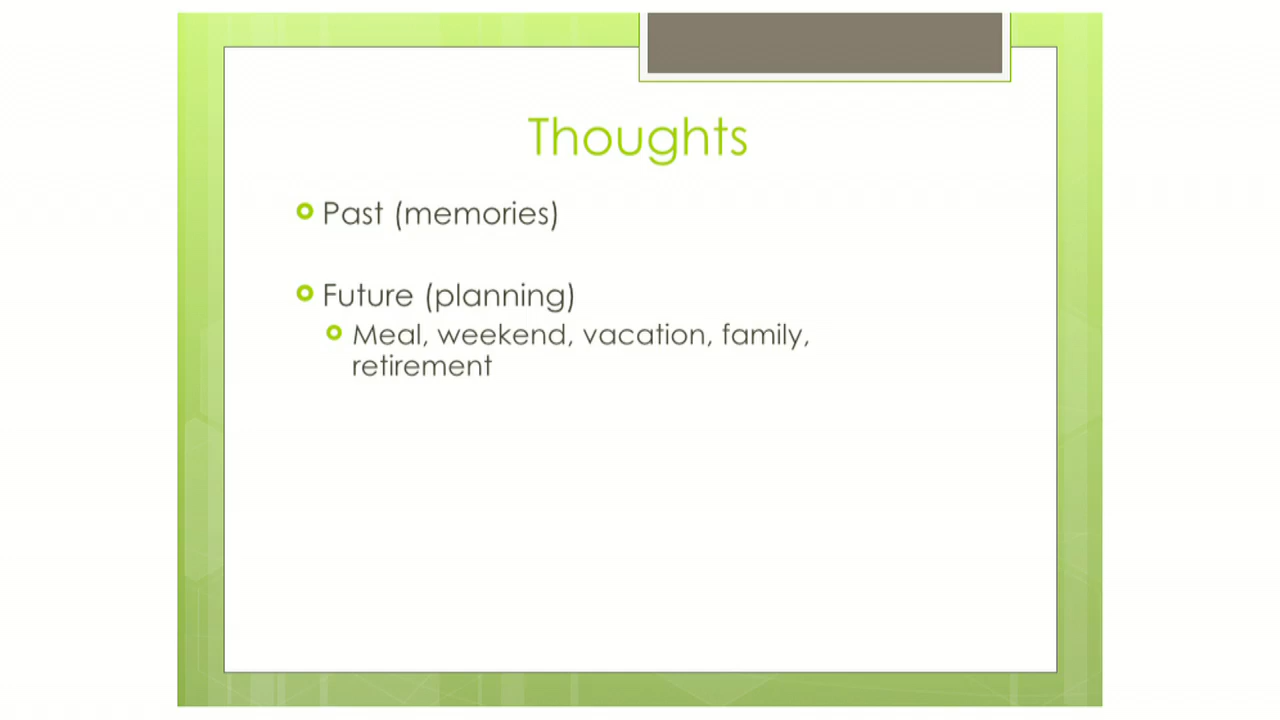 Thoughts
Past (memories)
Future (planning)
Meal, weekend, vacation, family,
retirement